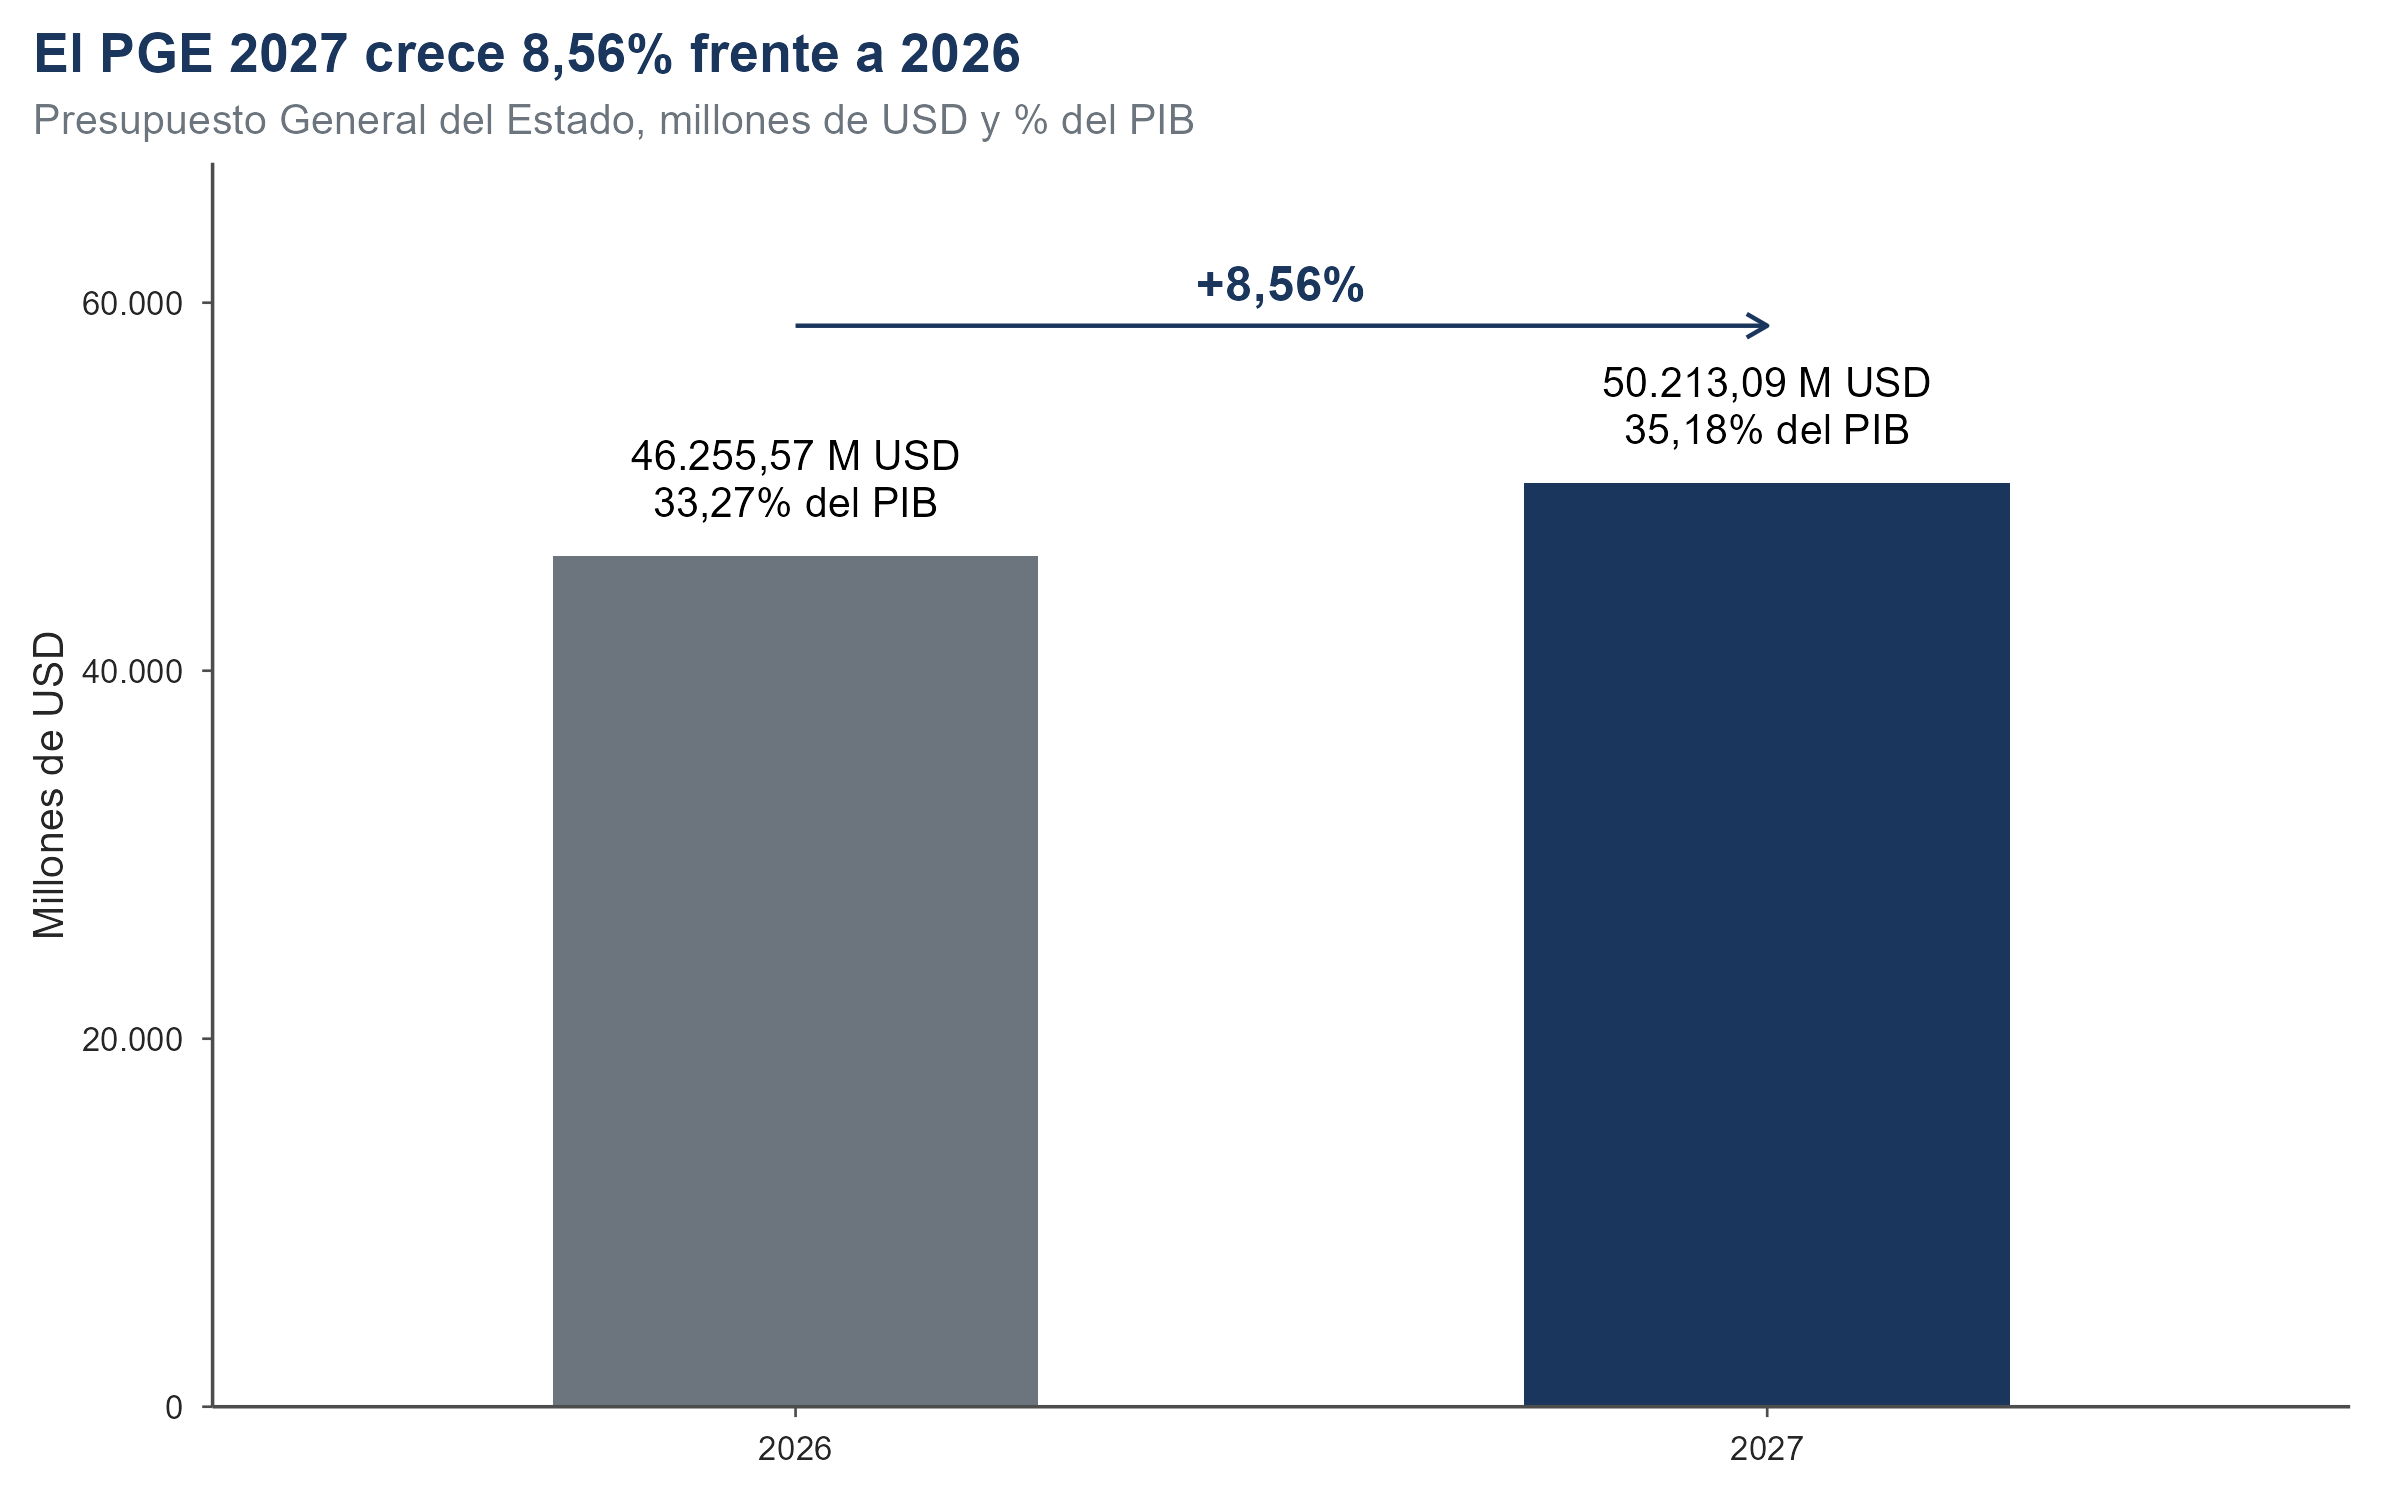 El PGE 2027 crece 8,56% frente a 2026
Presupuesto General del Estado, millones de USD y % del PIB
+8,56%
50.213,09 M USD
35,18% del PIB
46.255,57 M USD
33,27% del PIB
Millones de USD
60.000
40.000
20.000
0
2026
2027